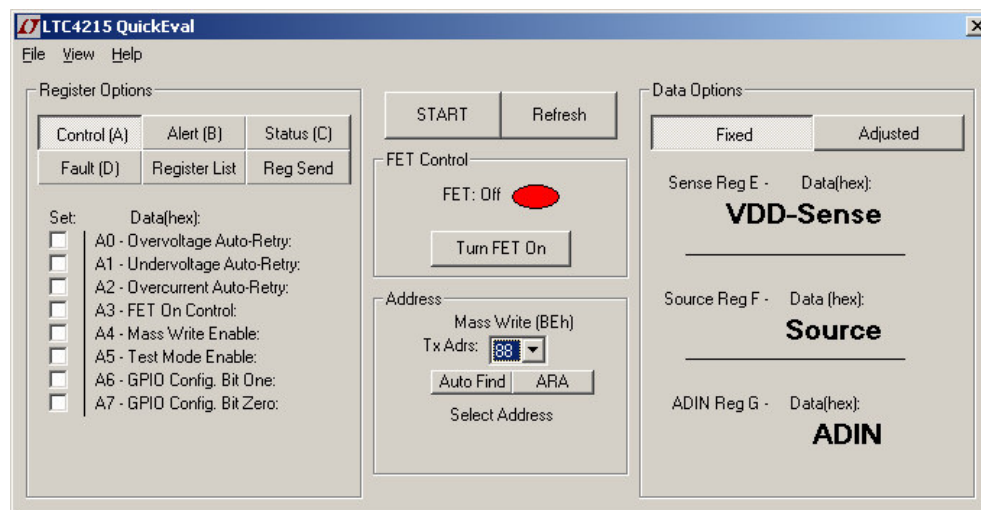 LTC4215 QuickEval
File View Help
Register Options
Control (A) Alert (B) Status (C)
Fault (D) Register List Reg Send
Set: Data(hex):
A0 - Overvoltage Auto-Retry:
A1 - Undervoltage Auto-Retry:
A2 - Overcurrent Auto-Retry:
A3 - FET On Control:
A4 - Mass Write Enable:
A5 - Test Mode Enable:
A6 - GPIO Config. Bit One:
A7 - GPIO Config. Bit Zero:
START Refresh
FET Control
FET: Off
Turn FET On
Address
Mass Write (BEh)
Tx Adrs: 88
Auto Find ARA
Select Address
Data Options
Fixed Adjusted
Sense Reg E - Data(hex):
VDD-Sense
Source Reg F - Data (hex):
Source
ADIN Reg G - Data(hex):
ADIN